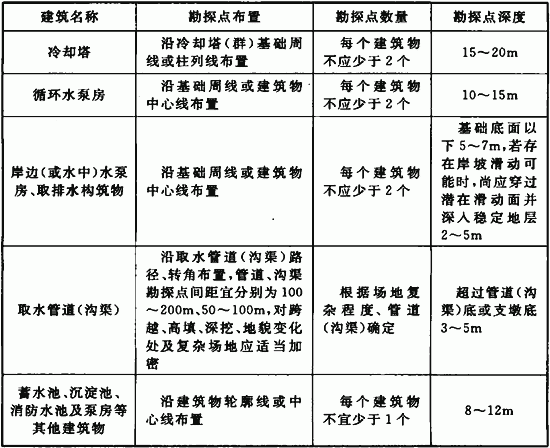 建筑名称
勘探点布置
勘探点数量
勘探点深度
冷却塔
沿冷却塔(群)基础周
线或柱列线布置
每个建筑物
不应少于2个
15～20m
循环水泵房
沿基础周线或建筑物
中心线布置
每个建筑物
不应少于2个
10～15m
岸边(或水中)水泵
房、取排水构筑物
沿基础周线或建筑物
中心线布置
每个建筑物
不应少于2个
基础底面以
下5～7m,若存
在岸坡滑动可
能时,尚应穿过
潜在滑动面并
深入稳定地层
2～5m
取水管道(沟渠)
沿取水管道(沟渠)路
径、转角布置,管道、沟渠
勘探点间距宜分别为100
～200m、50～100m,对跨
越、高填、深挖、地貌变化
处及复杂场地应适当加
密
根据场地复
杂程度、管道
(沟渠)确定
超过管道(沟
渠)底或支墩底
3～5m
蓄水池、沉淀池、
消防水池及泵房等
其他建筑物
沿建筑物轮廓线或中
心线布置
每个建筑物
不宜少于1个
8～12m